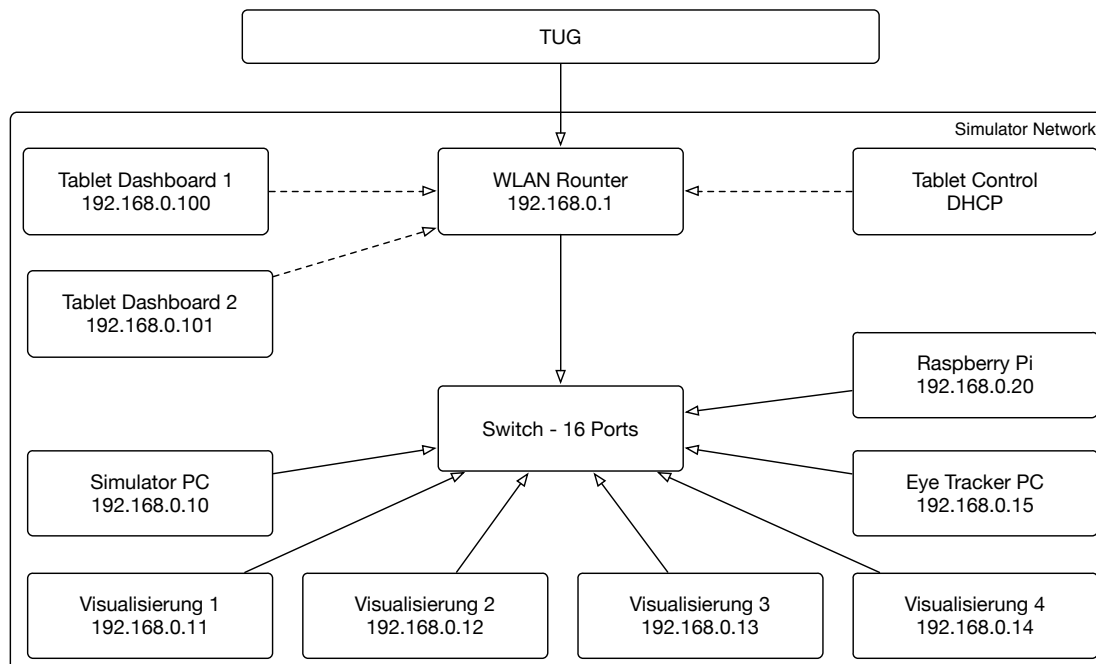 TUG
Simulator Network
Tablet Dashboard 1
192.168.0.100
WLAN Rounter
192.168.0.1
Tablet Control
DHCP
Tablet Dashboard 2
192.168.0.101
Raspberry Pi
192.168.0.20
Switch - 16 Ports
Simulator PC
192.168.0.10
Eye Tracker PC
192.168.0.15
Visualisierung 1
192.168.0.11
Visualisierung 2
192.168.0.12
Visualisierung 3
192.168.0.13
Visualisierung 4
192.168.0.14